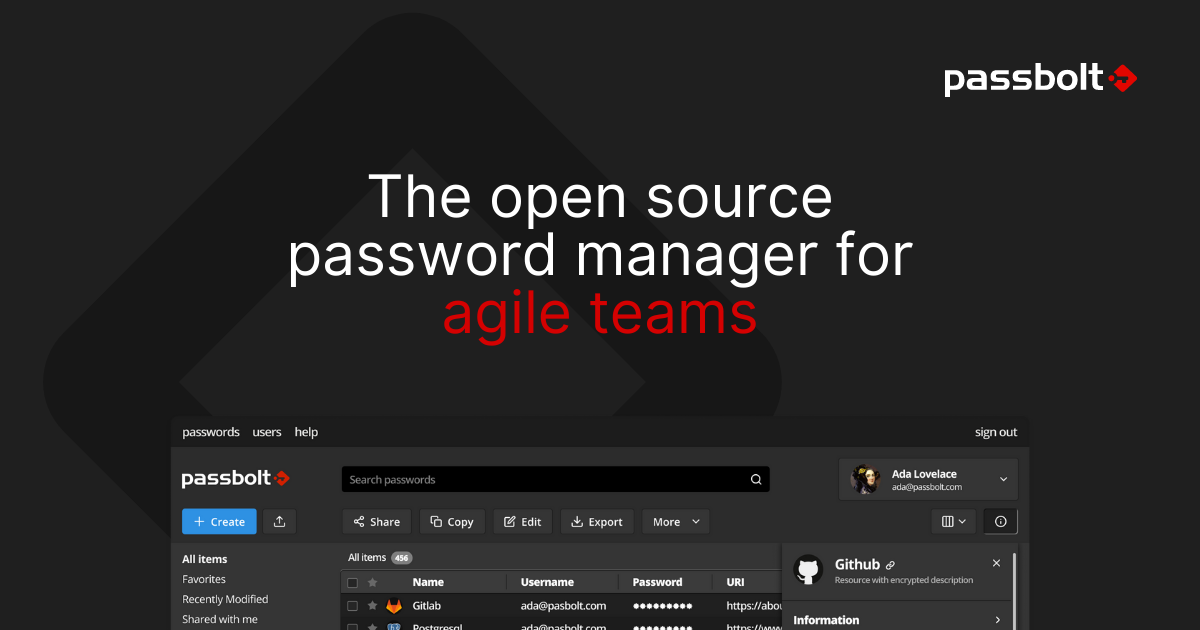 passbolt
The open source
password manager for
agile teams
passwords users help sign out
passbolt Search passwords Ada Lovelace
ada@passbolt.com
Create Share Copy Edit Export More
All items
Favorites
Recently Modified
Shared with me
All items 456
Name Username Password URI
Gitlab ada@pasbolt.com ●●●●●●●●● https://abou
Postgresql ada@pasbolt.com ●●●●●●●●● https://www
Github
Resource with encrypted description
Information